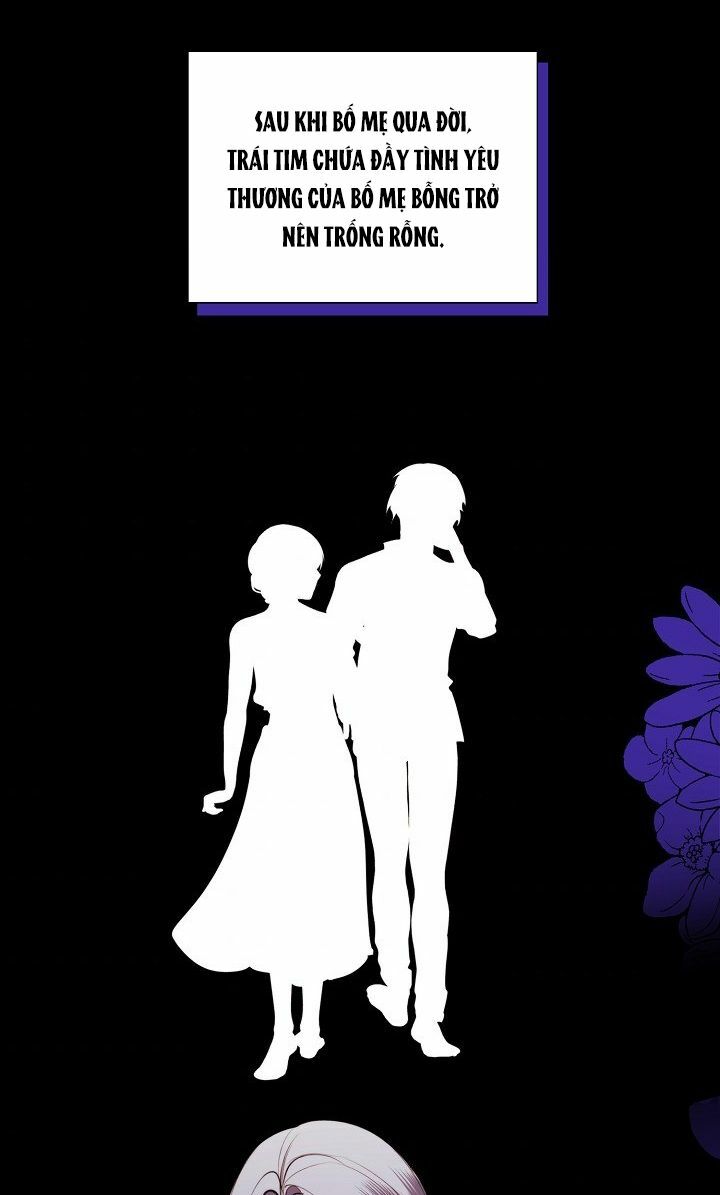 SAU KHI BỐ MẸ QUA ĐỜI,
TRÁI TIM CHỨA ĐẦY TÌNH YÊU
THƯƠNG CỦA BỐ MẸ BỖNG TRỞ
NÊN TRỐNG RỖNG.